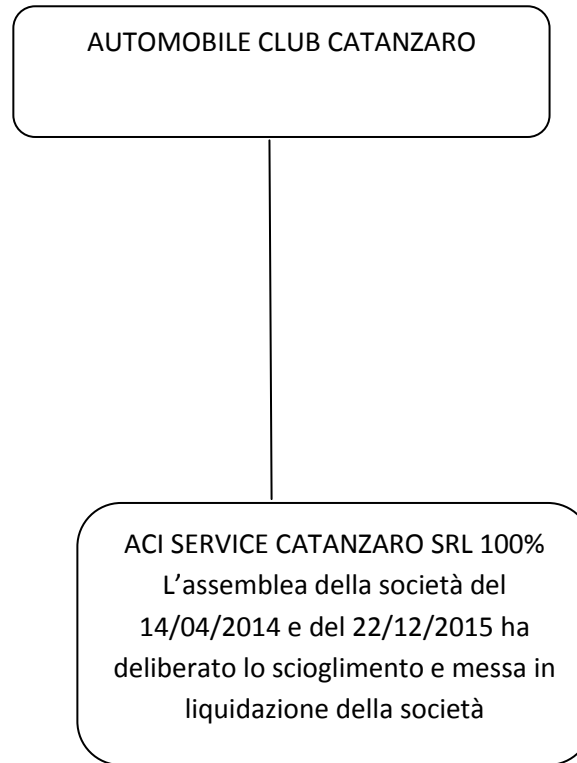 AUTOMOBILE CLUB CATANZARO
ACI SERVICE CATANZARO SRL 100%
L’assemblea della società del
14/04/2014 e del 22/12/2015 ha
deliberato lo scioglimento e messa in
liquidazione della società